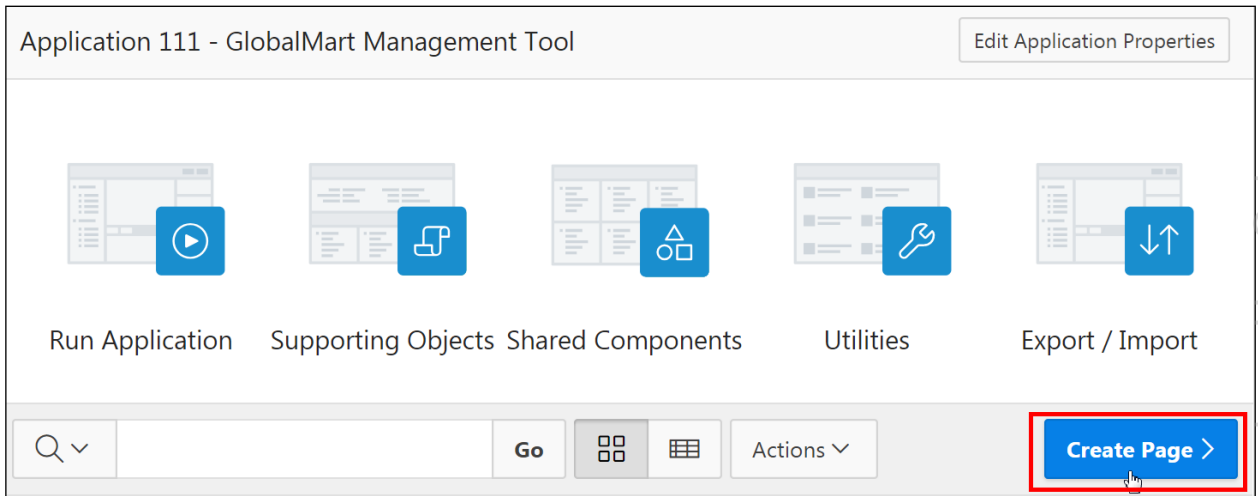 Application 111 - GlobalMart Management Tool
Edit Application Properties
Run Application
Supporting Objects
Shared Components
Utilities
Export / Import
Go
Actions
Create Page